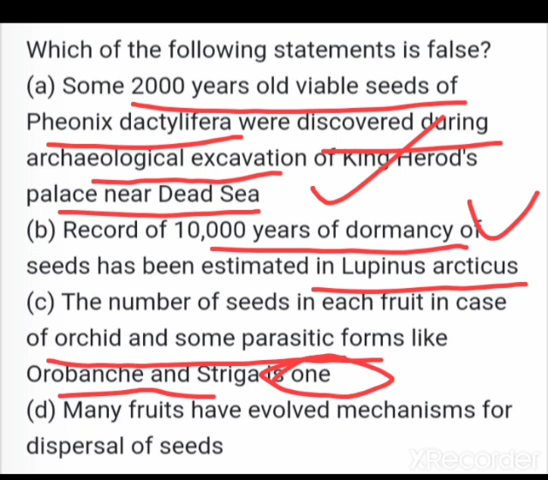 Which of the following statements is false?
(a) Some 2000 years old viable seeds of
Pheonix dactylifera were discovered during
archaeological excavation of King Herod's
palace near Dead Sea
(b) Record of 10,000 years of dormancy of
seeds has been estimated in Lupinus arcticus
(c) The number of seeds in each fruit in case
of orchid and some parasitic forms like
Orobanche and Striga is one
(d) Many fruits have evolved mechanisms for
dispersal of seeds
XRecorder